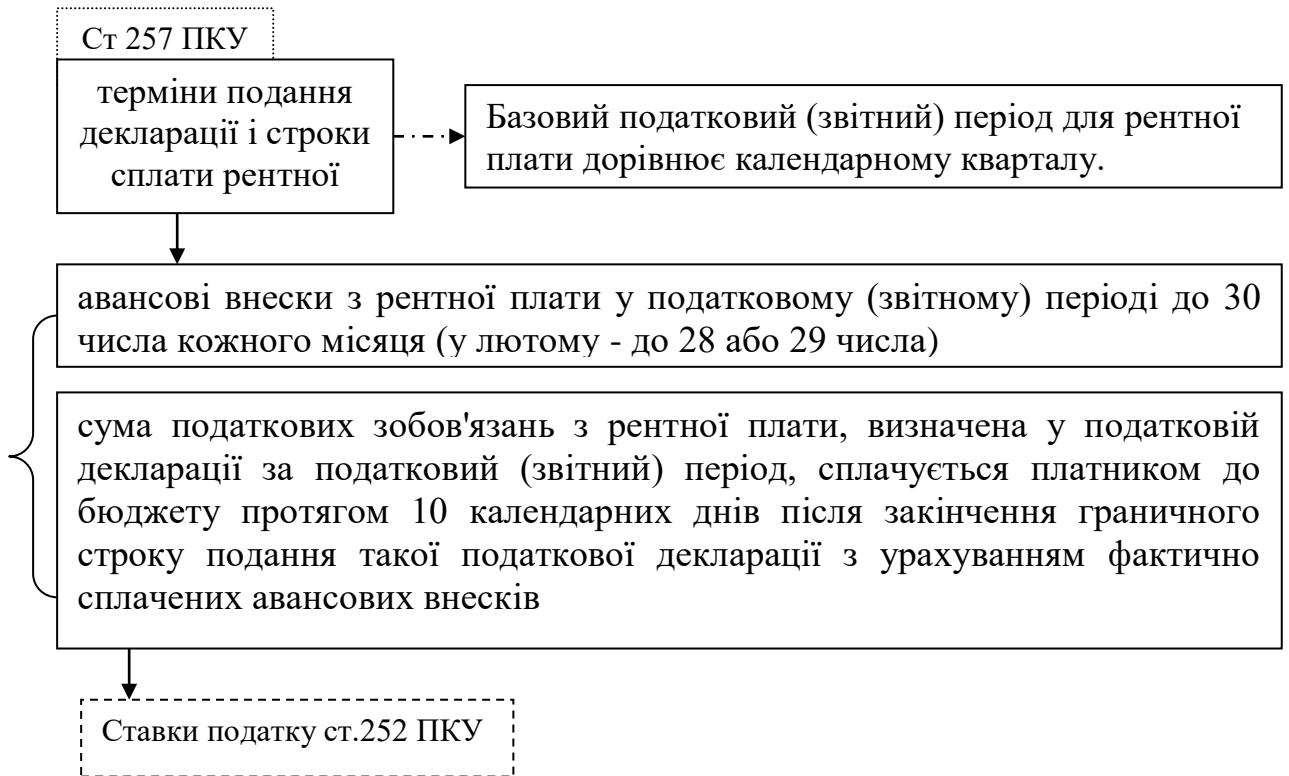 Ст 257 ПКУ
терміни подання
декларації і строки
сплати рентної
Базовий податковий (звітний) період для рентної
плати дорівнює календарному кварталу.
авансові внески з рентної плати у податковому (звітному) періоді до 30
числа кожного місяця (у лютому - до 28 або 29 числа)
сума податкових зобов'язань з рентної плати, визначена у податковій
декларації за податковий (звітний) період, сплачується платником до
бюджету протягом 10 календарних днів після закінчення граничного
строку подання такої податкової декларації з урахуванням фактично
сплачених авансових внесків
Ставки податку ст.252 ПКУ